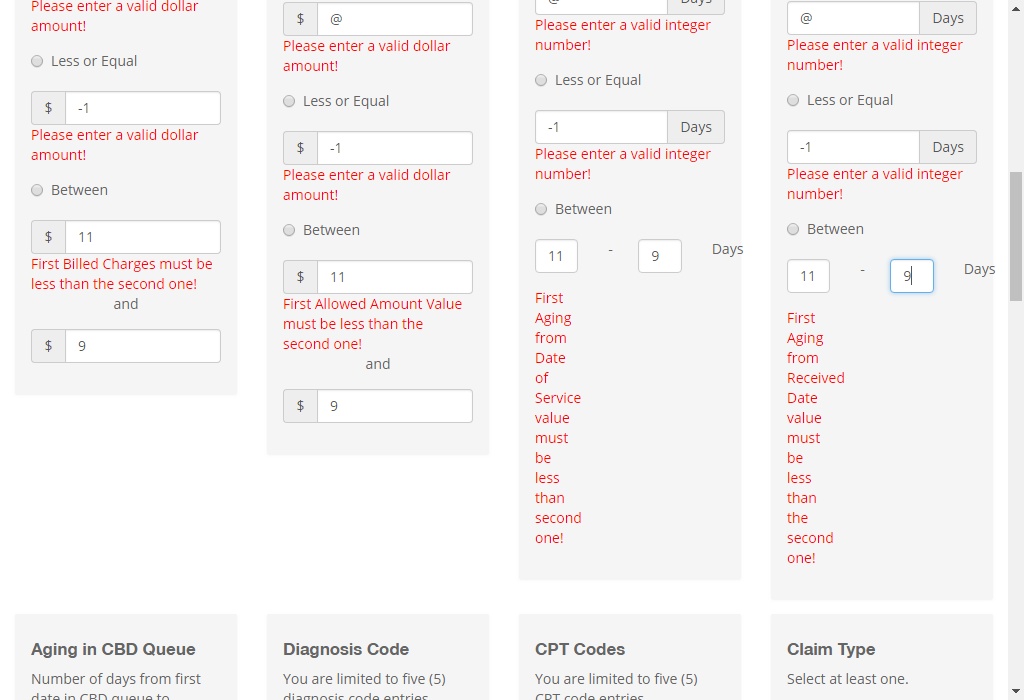 Please enter a valid dollar
amount!
Less or Equal
$ -1
Please enter a valid dollar
amount!
Between
$ 11
First Billed Charges must be
less than the second one!
and
$ 9
$ @
Please enter a valid dollar
amount!
Less or Equal
$ -1
Please enter a valid dollar
amount!
Between
$ 11
First Allowed Amount Value
must be less than the
second one!
and
$ 9
@ Days
Please enter a valid integer
number!
Less or Equal
-1 Days
Please enter a valid integer
number!
Between
11 - 9 Days
First
Aging
from
Date
of
Service
value
must
be
less
than
second
one!
@ Days
Please enter a valid integer
number!
Less or Equal
-1 Days
Please enter a valid integer
number!
Between
11 - 9 Days
First
Aging
from
Received
Date
value
must
be
less
than
the
second
one!
Aging in CBD Queue
Number of days from first
date in CBD queue to
Diagnosis Code
You are limited to five (5)
diagnosis code entries
CPT Codes
You are limited to five (5)
CPT code entries
Claim Type
Select at least one.